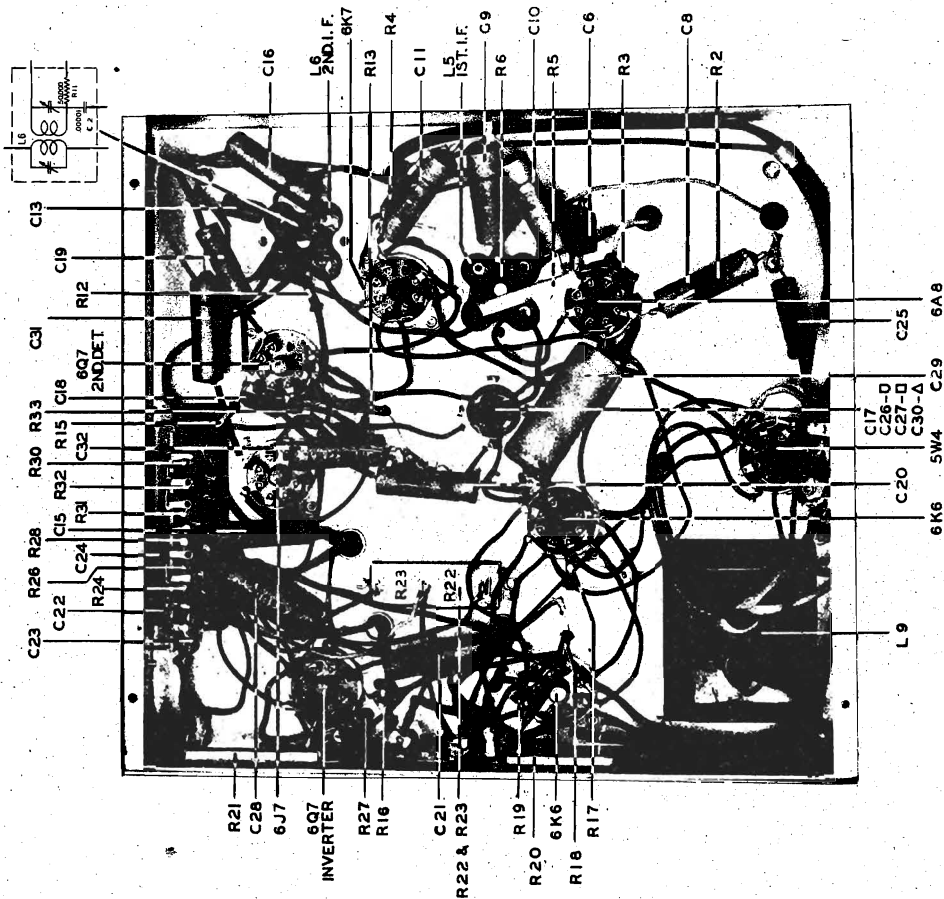 L6
50000
R11
.00001
C 2
C23
C22
R24
R26
C24
R28
C15
R31
R32
R30
C32
R15
R33
C18
6Q7
2ND.DET.
C31
R12
C19
C13
C16
L6
2ND.I.F.
6K7
R13
R4
C11
L5
1ST.I.F.
C9
R6
C10
R5
C6
R3
C8
R2
R23
R22
R21
C28
6J7
6Q7
INVERTER
R27
R16
C21
R22 & R23
R19
R20
6K6
R18
R17
L9
6K6
C20
5W4
C17
C26-□
C27-□
C30-△
C29
C25
6A8